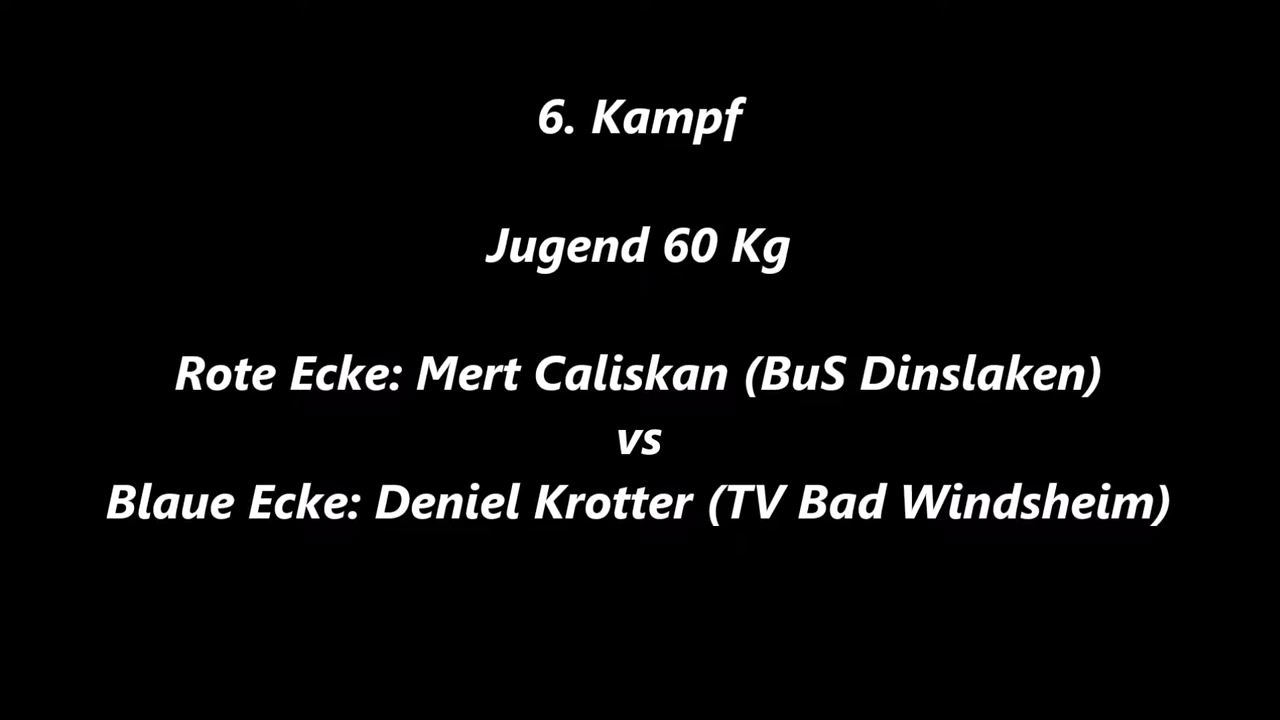 6. Kampf
Jugend 60 Kg
Rote Ecke: Mert Caliskan (BuS Dinslaken)
vs
Blaue Ecke: Deniel Krotter (TV Bad Windsheim)